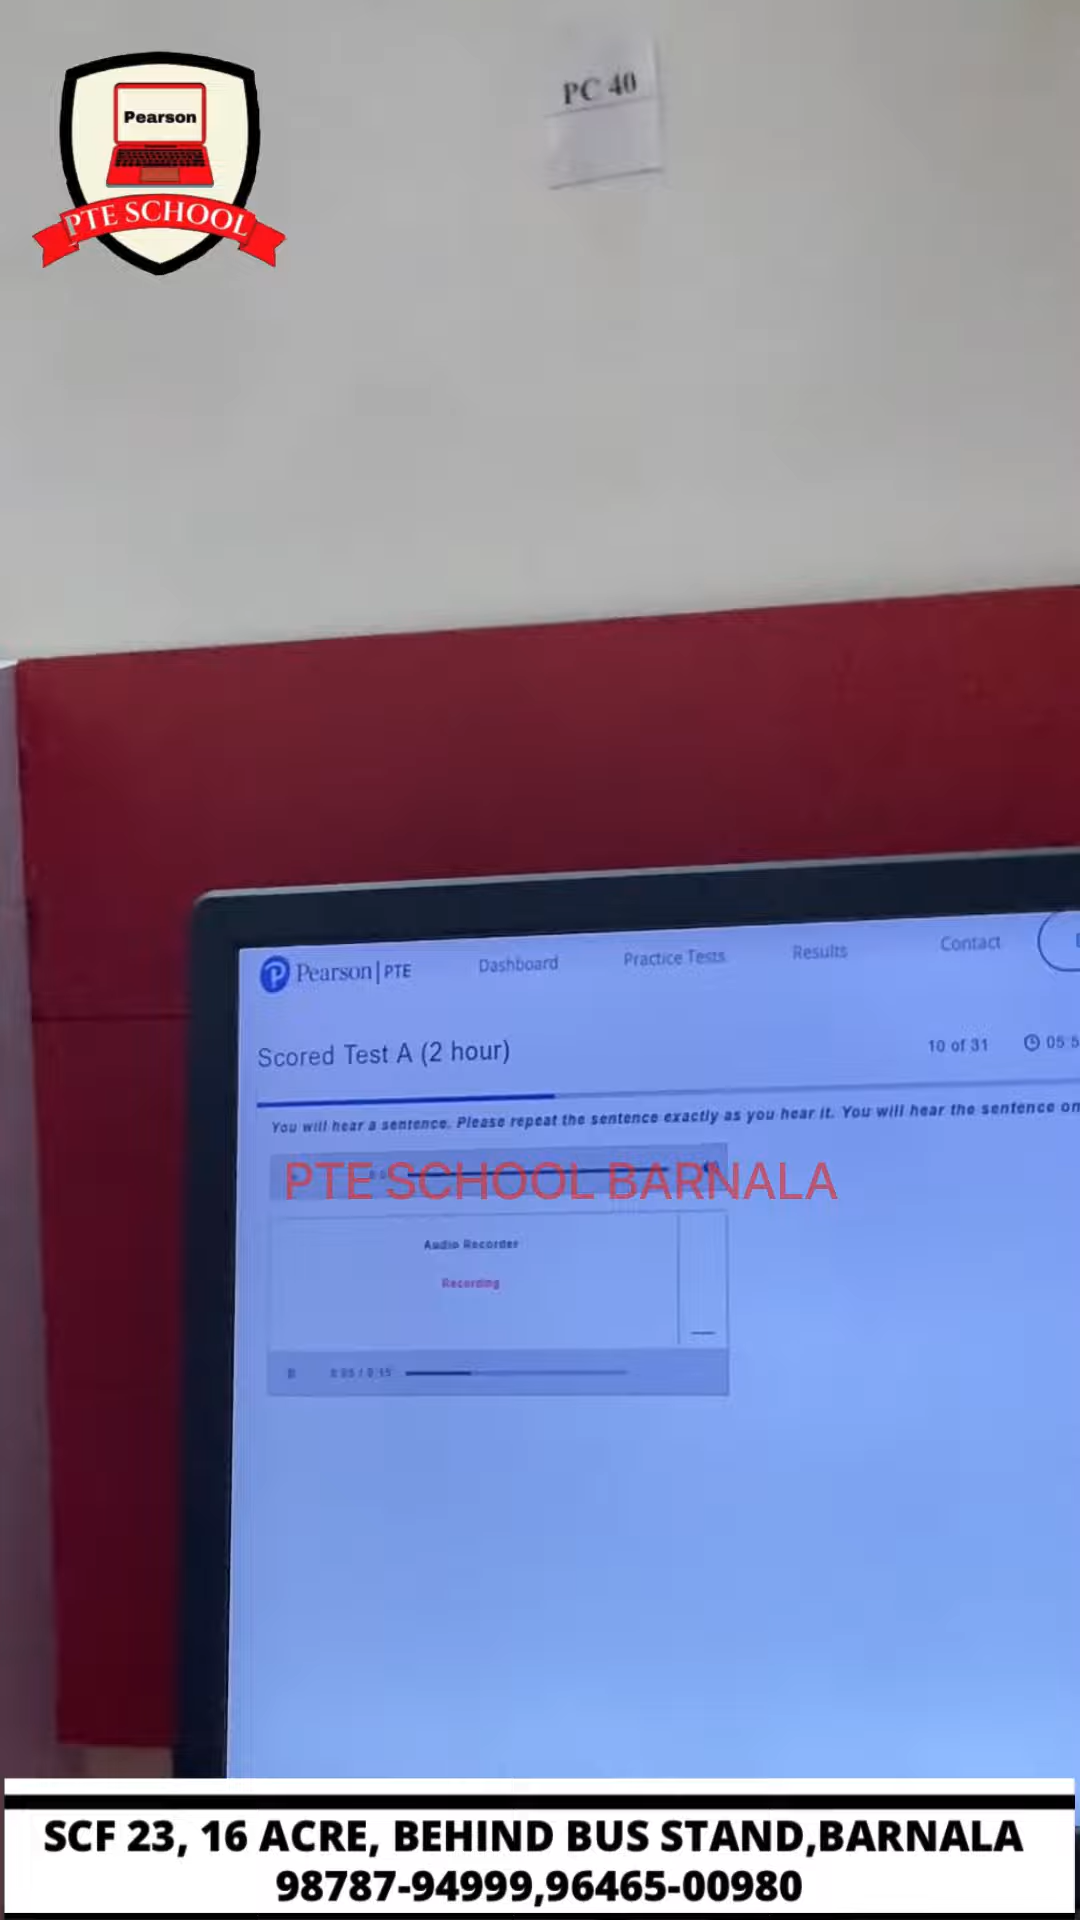 PC 40
Pearson
PTE SCHOOL
Pearson | PTE
Dashboard
Practice Tests
Results
Contact
Scored Test A (2 hour)
10 of 31
05:5
You will hear a sentence. Please repeat the sentence exactly as you hear it. You will hear the sentence on
PTE SCHOOL BARNALA
Audio Recorder
Recording
SCF 23, 16 ACRE, BEHIND BUS STAND,BARNALA
98787-94999,96465-00980